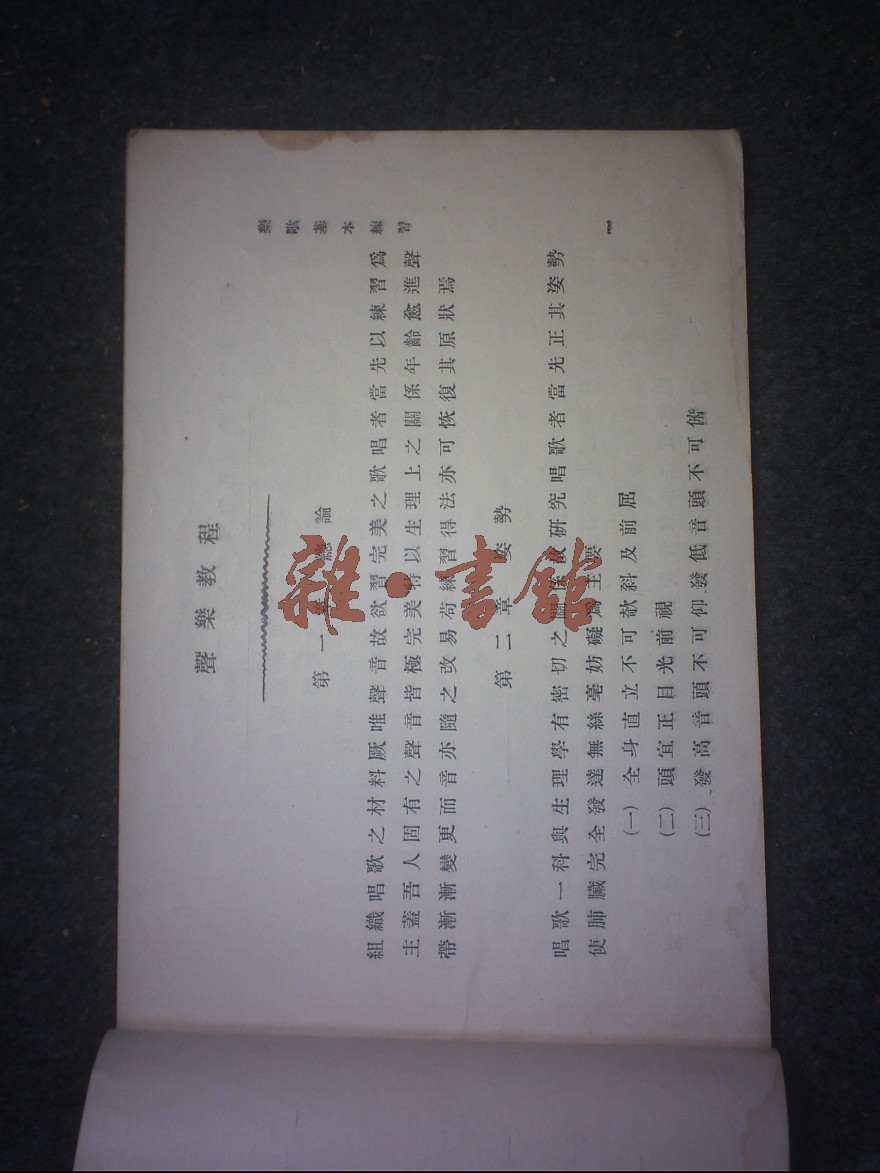 聲樂教程
第一章 總論
組織唱歌之材料厥唯聲音故欲習完美之歌唱者當先以練習爲
主蓋吾人固有之聲音皆極完美特以生理上之關係年齡愈進聲
帶漸漸變更而音亦隨之改易苟練習得法亦可恢復其原狀焉
第二章 姿勢
唱歌一科與生理學有密切之關係故研究唱歌者當先正其姿勢
使肺臟完全發達無絲毫妨礙爲主要
(一)全身直立不可欹斜及前屈
(二)頭宜正目光前視
(三)發高音頭不可仰發低音頭不可俯
樂歌基本練習
一